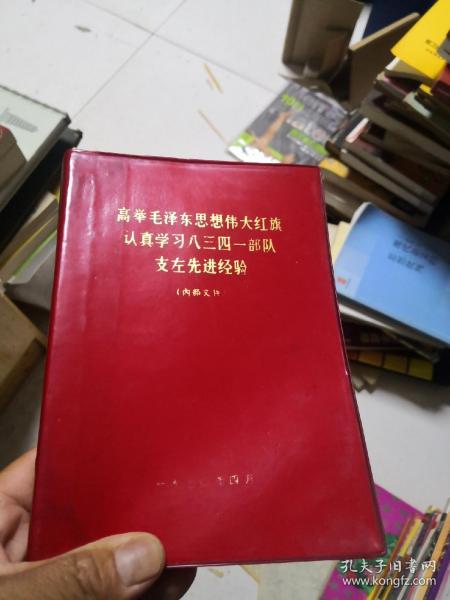 高举毛泽东思想伟大红旗
认真学习八三四一部队
支左先进经验
(内部文件
四月
孔夫子旧书网
www.kongfz.com